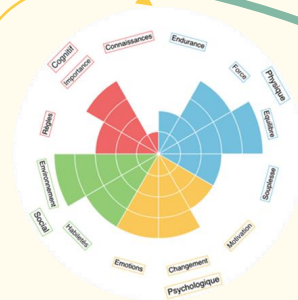 Connaissances
Endurance
Force
Physique
Équilibre
Souplesse
Motivation
Changement
Psychologique
Émotions
Habiletés
Social
Environnement
Règles
Importance
Cognitif